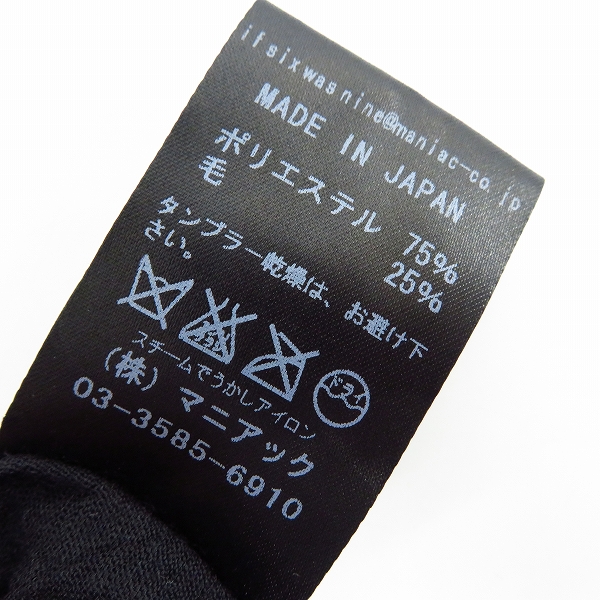 ifsixwasnine@maniac-co.jp
MADE IN JAPAN
ポリエステル 75%
毛 25%
タンブラー乾燥は、お避け下
さい。
ドライ
スチームでうかしアイロン
(株) マニアック
03-3585-6910